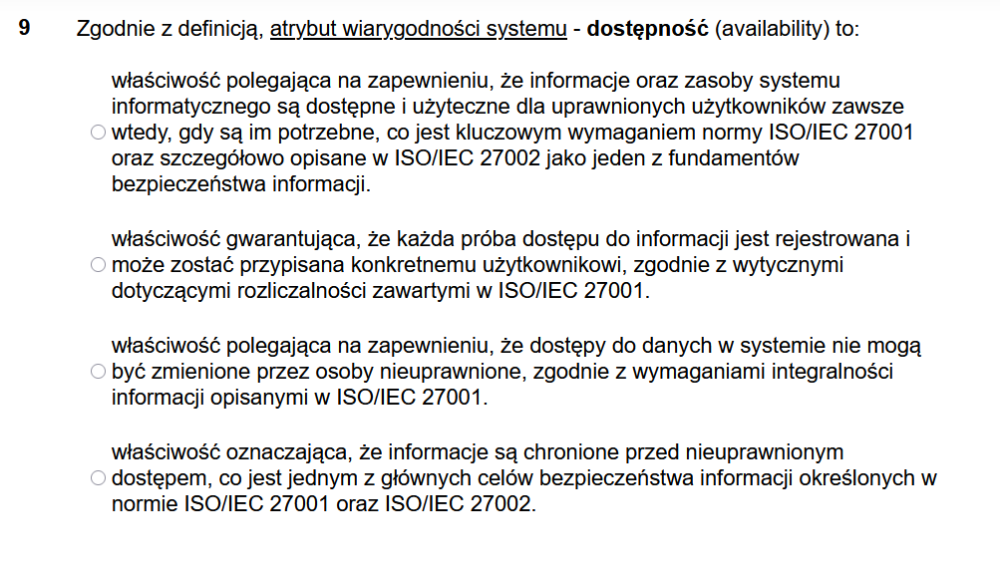 9 Zgodnie z definicją, atrybut wiarygodności systemu - dostępność (availability) to:
właściwość polegająca na zapewnieniu, że informacje oraz zasoby systemu
informatycznego są dostępne i użyteczne dla uprawnionych użytkowników zawsze
wtedy, gdy są im potrzebne, co jest kluczowym wymaganiem normy ISO/IEC 27001
oraz szczegółowo opisane w ISO/IEC 27002 jako jeden z fundamentów
bezpieczeństwa informacji.
właściwość gwarantująca, że każda próba dostępu do informacji jest rejestrowana i
może zostać przypisana konkretnemu użytkownikowi, zgodnie z wytycznymi
dotyczącymi rozliczalności zawartymi w ISO/IEC 27001.
właściwość polegająca na zapewnieniu, że dostępy do danych w systemie nie mogą
być zmienione przez osoby nieuprawnione, zgodnie z wymaganiami integralności
informacji opisanymi w ISO/IEC 27001.
właściwość oznaczająca, że informacje są chronione przed nieuprawnionym
dostępem, co jest jednym z głównych celów bezpieczeństwa informacji określonych w
normie ISO/IEC 27001 oraz ISO/IEC 27002.